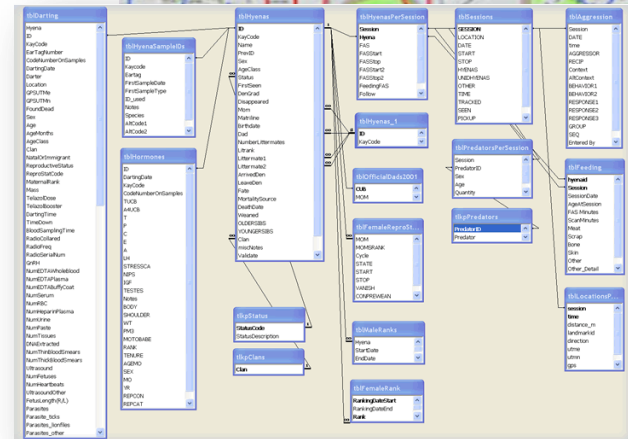 tblDarting
Hyena
ID
KayCode
EarTagNumber
CodeNumberOnSamples
DartingDate
Darter
Location
GPSUTMe
GPSUTMn
FoundDead
Sex
Age
AgeMonths
AgeClass
Clan
NatalOrImmigrant
ReproductiveStatus
ReproStatCode
MaternalRank
Mass
TelazoDose
TelazoBooster
DartingTime
TimeDown
BloodSamplingTime
RadioCollared
RadioFreq
RadioSerialNum
GnRH
NumEDTAWholeblood
NumEDTAPlasma
NumEDTABuffyCoat
NumSerum
NumRBC
NumHeparinPlasma
NumUrine
NumPaste
NumTissues
DNAExtracted
NumThinbloodSmears
NumThickBloodSmears
Ultrasound
NumFetuses
NumHeartbeats
UltrasoundOther
FetusLength(R/L)
Parasites
Parasite_ticks
Parasites_lionflies
Parasites_other
tblHyenaSampleIDs
ID
KayCode
Eartag
FirstSampleDate
FirstSampleType
ID_used
Notes
Species
AltCode1
AltCode2
tblHormones
ID
DartingDate
KayCode
CodeNumberOnSamples
TUCB
A4UCB
T
P
C
E
A
LH
STRESSCA
NIPS
IGF
TESTES
Notes
BODY
SHOULDER
WT
PM3
MOTOBABE
RANK
TENURE
AGEMO
SEX
MO
YR
REPCON
REPCAT
tblHyenas
ID
KayCode
Name
PrevID
Sex
AgeClass
Status
FirstSeen
DenGrad
Disappeared
Mom
Matriline
Birthdate
Dad
NumberLittermates
Litrank
Littermate1
Littermate2
ArrivedDen
LeaveDen
Fate
MortalitySource
DeathDate
Weaned
OLDERSIBS
YOUNGERSIBS
Clan
miscNotes
Validate
tlkpStatus
StatusCode
StatusDescription
tlkpClans
Clan
tblHyenasPerSession
Session
Hyena
FAS
FASStart
FASStop
FASStart2
FASStop2
FeedingFAS
Follow
tblHyenas_1
ID
KayCode
tblOfficialDads2001
CUB
MOM
tblFemaleReproSt...
MOM
MOMSRANK
Cycle
STATE
START
STOP
VANISH
CONPREWEAN
tblMaleRanks
Hyena
StartDate
EndDate
tblFemaleRank
RankingDateStart
RankingDateEnd
Rank
tblSessions
SESSION
LOCATION
DATE
START
STOP
HYENAS
UNIDHYENAS
OTHER
TIME
TRACKED
SEEN
PICKUP
tblPredatorsPerSession
Session
PredatorID
Sex
Age
Quantity
tlkpPredators
PredatorID
Predator
tblAggression
Session
DATE
time
AGGRESSOR
RECIP
Context
AltContext
BEHAVIOR1
BEHAVIOR2
RESPONSE1
RESPONSE2
RESPONSE3
GROUP
SEQ
Entered By
tblFeeding
hyenaid
Session
SessionDate
AgeAtSession
FAS Minutes
ScanMinutes
Meat
Scrap
Bone
Skin
Other
Other_Detail
tblLocationsP...
session
time
distance_m
landmarkid
direction
utme
utmn
gps